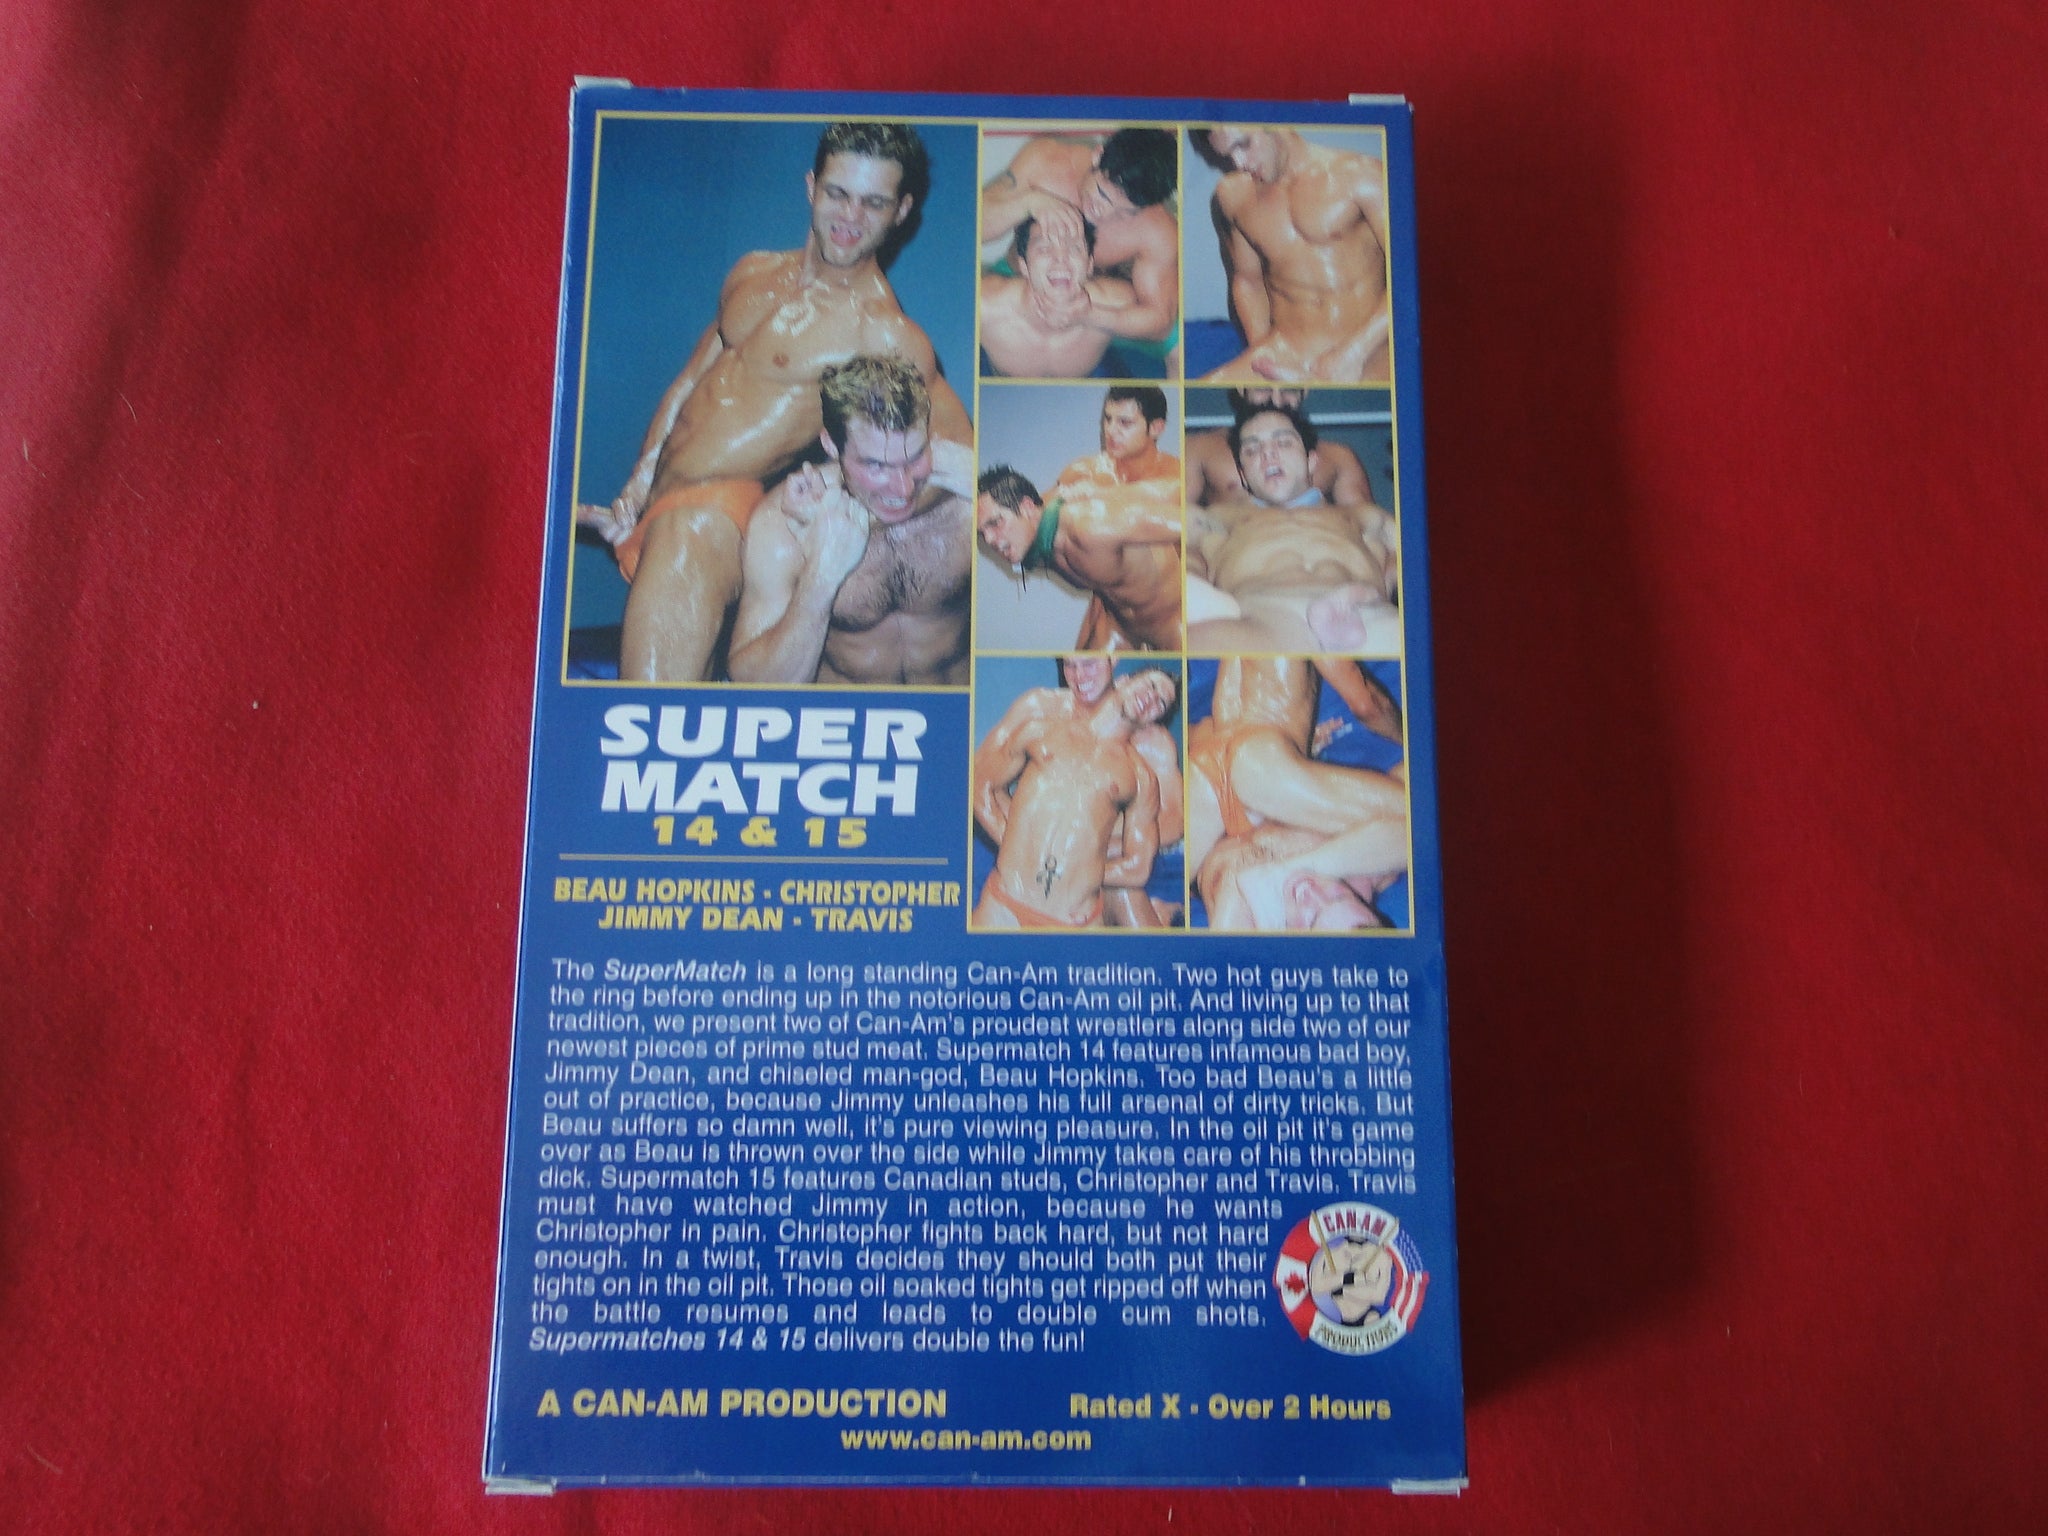 SUPER
MATCH
14 & 15
BEAU HOPKINS - CHRISTOPHER
JIMMY DEAN - TRAVIS
The SuperMatch is a long standing Can-Am tradition. Two hot guys take to
the ring before ending up in the notorious Can-Am oil pit. And living up to that
tradition, we present two of Can-Am's proudest wrestlers along side two of our
newest pieces of prime stud meat. Supermatch 14 features infamous bad boy,
Jimmy Dean, and chiseled man-god, Beau Hopkins. Too bad Beau's a little
out of practice, because Jimmy unleashes his full arsenal of dirty tricks. But
Beau suffers so damn well, it's pure viewing pleasure. In the oil pit it's game
over as Beau is thrown over the side while Jimmy takes care of his throbbing
dick. Supermatch 15 features Canadian studs, Christopher and Travis. Travis
must have watched Jimmy in action, because he wants
Christopher in pain. Christopher fights back hard, but not hard
enough. In a twist, Travis decides they should both put their
tights on in the oil pit. Those oil soaked tights get ripped off when
the battle resumes and leads to double cum shots.
Supermatches 14 & 15 delivers double the fun!
CAN-AM
PRODUCTIONS
A CAN-AM PRODUCTION
Rated X - Over 2 Hours
www.can-am.com